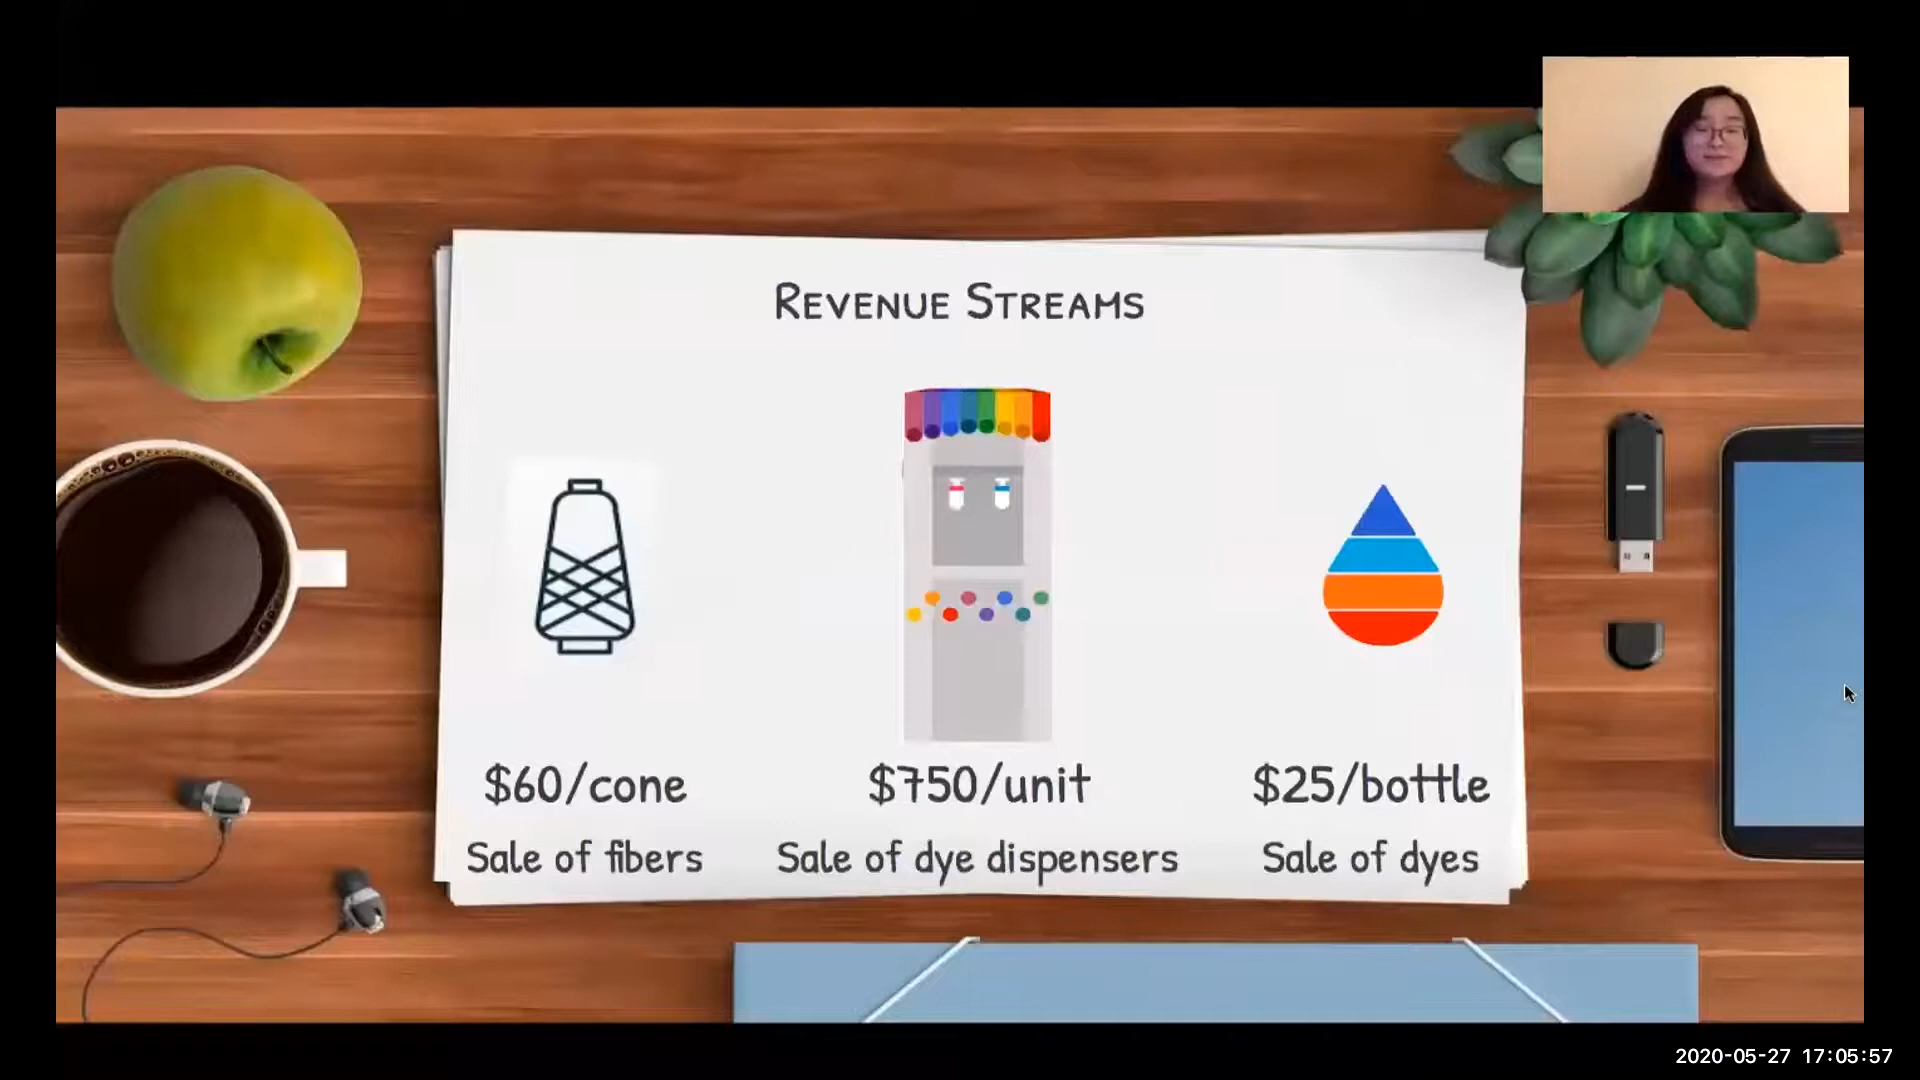 REVENUE STREAMS
$60/cone
$750/unit
$25/bottle
Sale of fibers
Sale of dye dispensers
Sale of dyes
2020-05-27 17:05:57